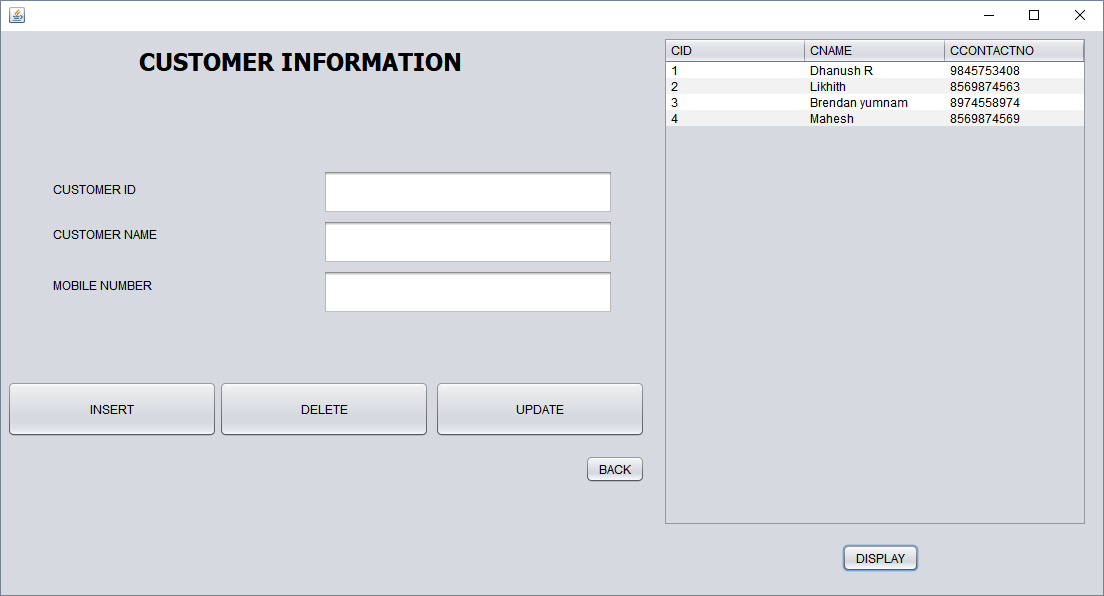 CUSTOMER INFORMATION
CUSTOMER ID
CUSTOMER NAME
MOBILE NUMBER
INSERT DELETE UPDATE
BACK
CID CNAME CCONTACTNO
1 Dhanush R 9845753408
2 Likhith 8569874563
3 Brendan yumnam 8974558974
4 Mahesh 8569874569
DISPLAY